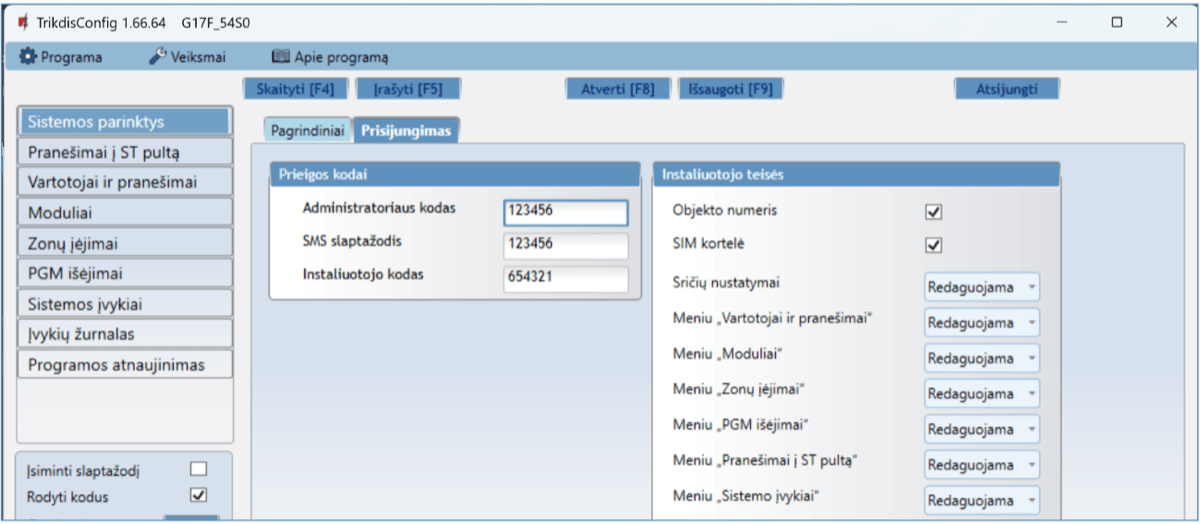 TrikdisConfig 1.66.64 G17F_54S0
Programa Veiksmai Apie programą
Skaityti [F4] Įrašyti [F5] Atverti [F8] Išsaugoti [F9] Atsijungti
Sistemos parinktys
Pranešimai į ST pultą
Vartotojai ir pranešimai
Moduliai
Zonų įėjimai
PGM išėjimai
Sistemos įvykiai
Įvykių žurnalas
Programos atnaujinimas
Įsiminti slaptažodį
Rodyti kodus
Pagrindiniai Prisijungimas
Prieigos kodai
Administratoriaus kodas 123456
SMS slaptažodis 123456
Instaliuotojo kodas 654321
Instaliuotojo teisės
Objekto numeris
SIM kortelė
Sričių nustatymai Redaguojama
Meniu „Vartotojai ir pranešimai“ Redaguojama
Meniu „Moduliai“ Redaguojama
Meniu „Zonų įėjimai“ Redaguojama
Meniu „PGM išėjimai“ Redaguojama
Meniu „Pranešimai į ST pultą“ Redaguojama
Meniu „Sistemo įvykiai“ Redaguojama